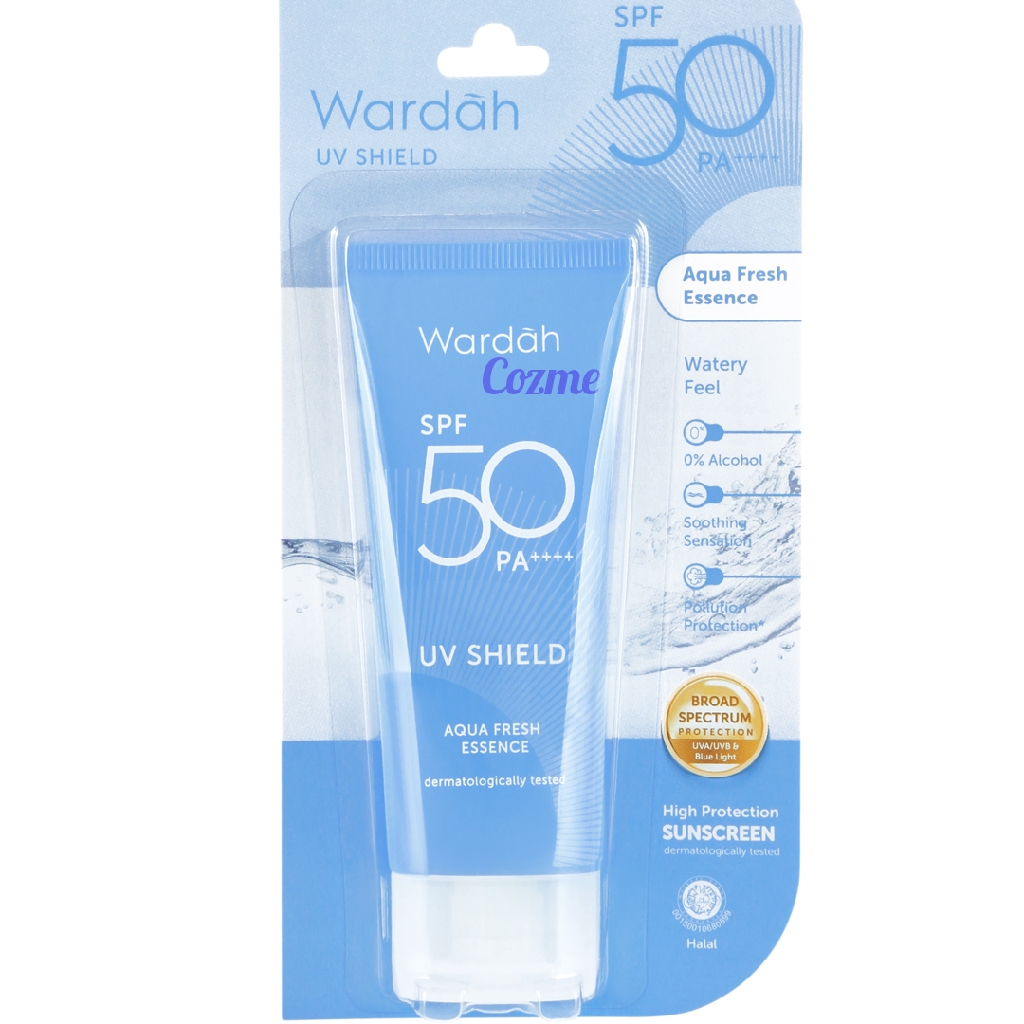 Wardah
UV SHIELD
SPF
50
PA++++
Aqua Fresh
Essence
Watery
Feel
0%
0% Alcohol
Soothing
Sensation
Pollution
Protection*
BROAD
SPECTRUM
PROTECTION
UVA/UVB &
Blue Light
High Protection
SUNSCREEN
dermatologically tested
Halal
Wardah
Cozme
SPF
50
PA++++
UV SHIELD
AQUA FRESH
ESSENCE
dermatologically tested